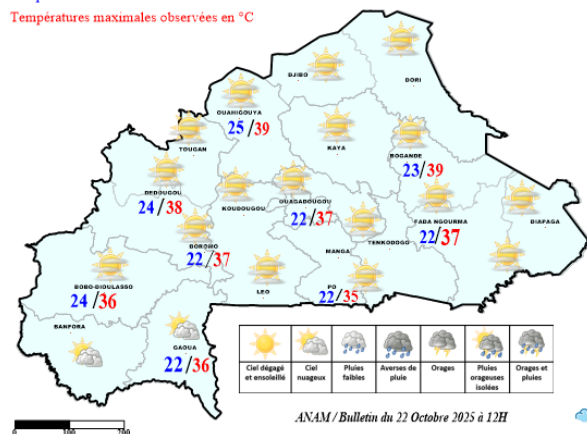 Températures maximales observées en °C
DJIBO
DORI
OUAHIGOUYA
25/39
TOUGAN
KAYA
BOGANDE
23/39
DEDOUGOU
24/38
KOUDOUGOU
OUAGADOUGOU
22/37
FADA NGOURMA
22/37
DIAPAGA
BOROMO
22/37
MANGA
TENKODOGO
BOBO-DIOULASSO
24/36
LEO
PO
22/35
BANFORA
GAOUA
22/36
Ciel dégagé et ensoleillé
Ciel nuageux
Pluies faibles
Averses de pluie
Orages
Pluies orageuses isolées
Orages et pluies
ANAM / Bulletin du 22 Octobre 2025 à 12H